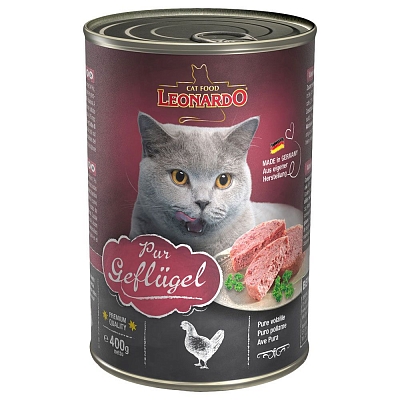 CAT FOOD
LEONARDO
MADE IN GERMANY
Aus eigener
Herstellung
Pur
Geflügel
PREMIUM
QUALITY
℮ 400g
Pure volaille
Puro pollame
Ave Pura